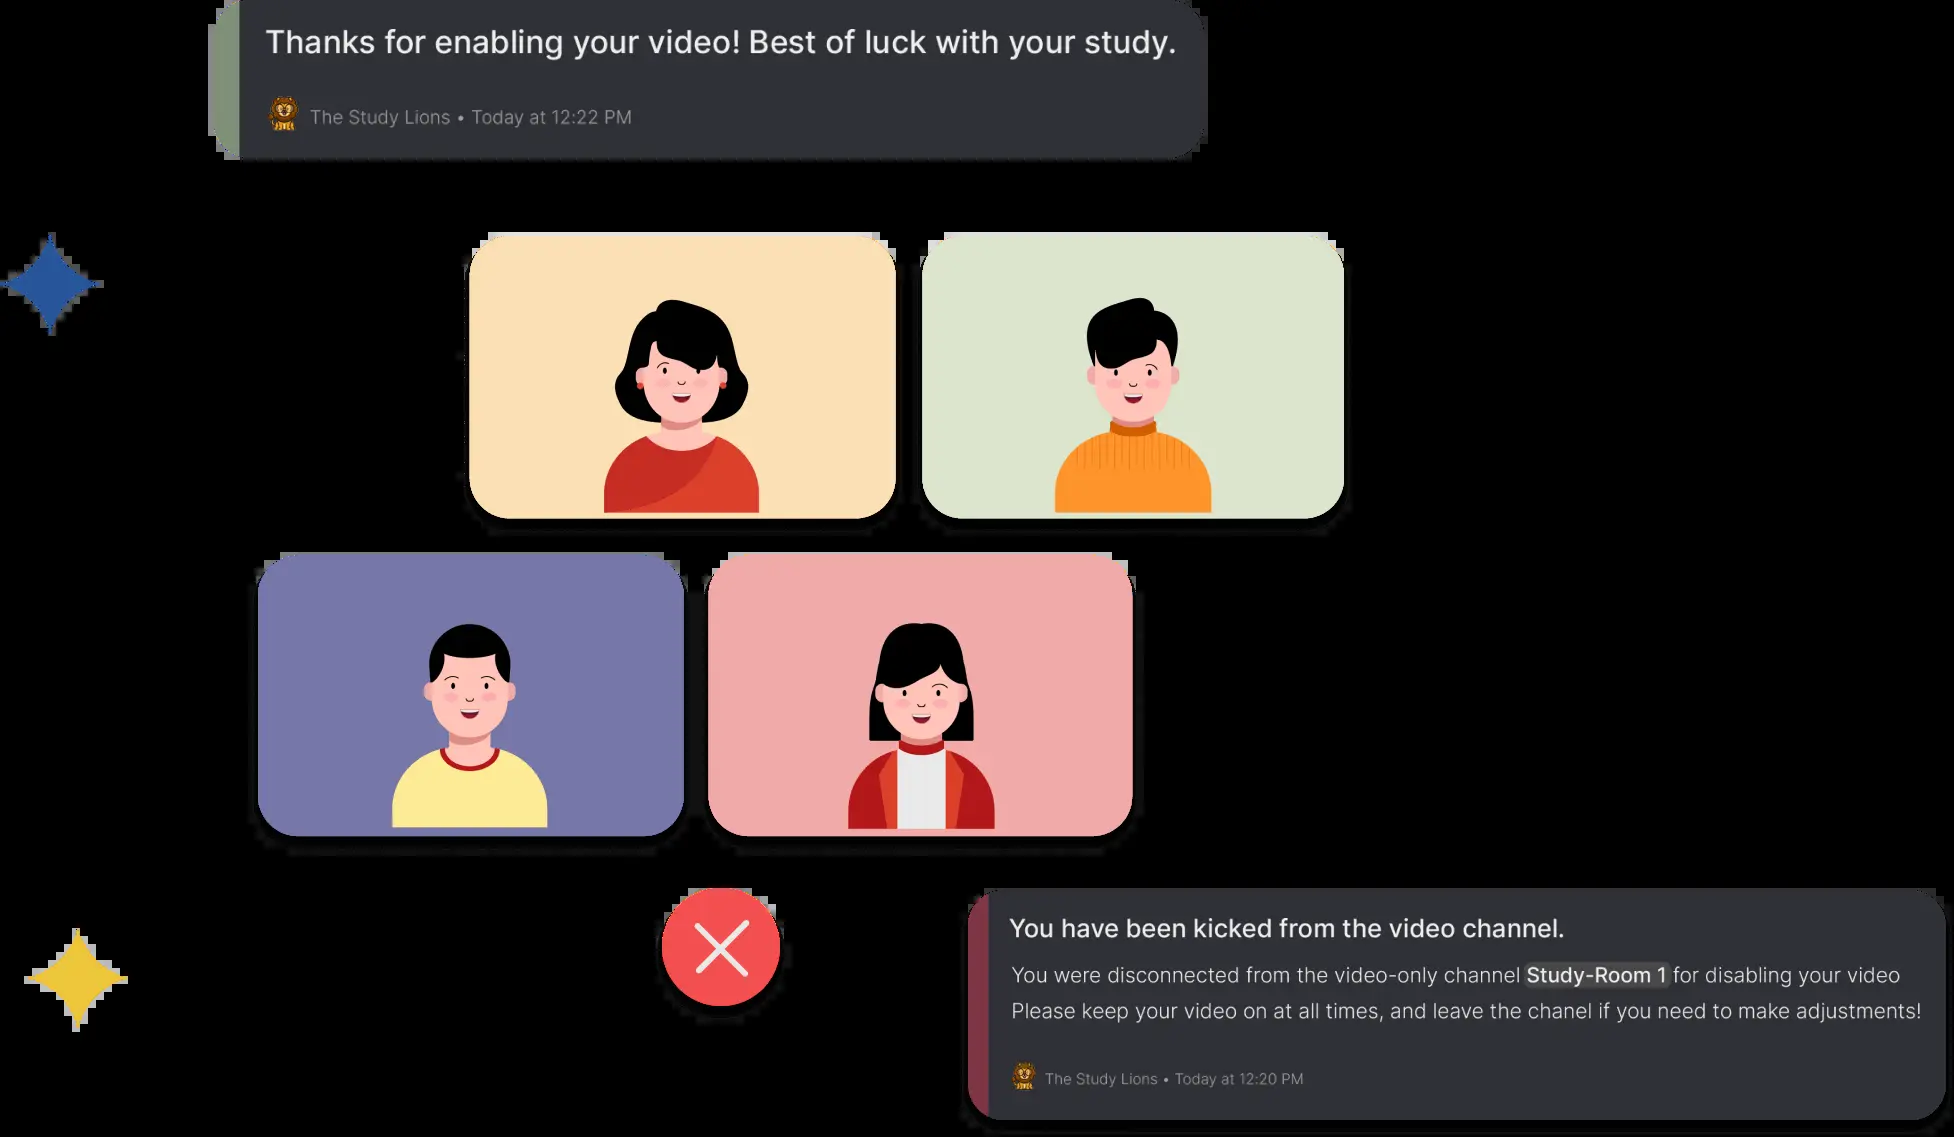 Thanks for enabling your video! Best of luck with your study.
The Study Lions • Today at 12:22 PM
You have been kicked from the video channel.
You were disconnected from the video-only channel Study-Room 1 for disabling your video
Please keep your video on at all times, and leave the chanel if you need to make adjustments!
The Study Lions • Today at 12:20 PM